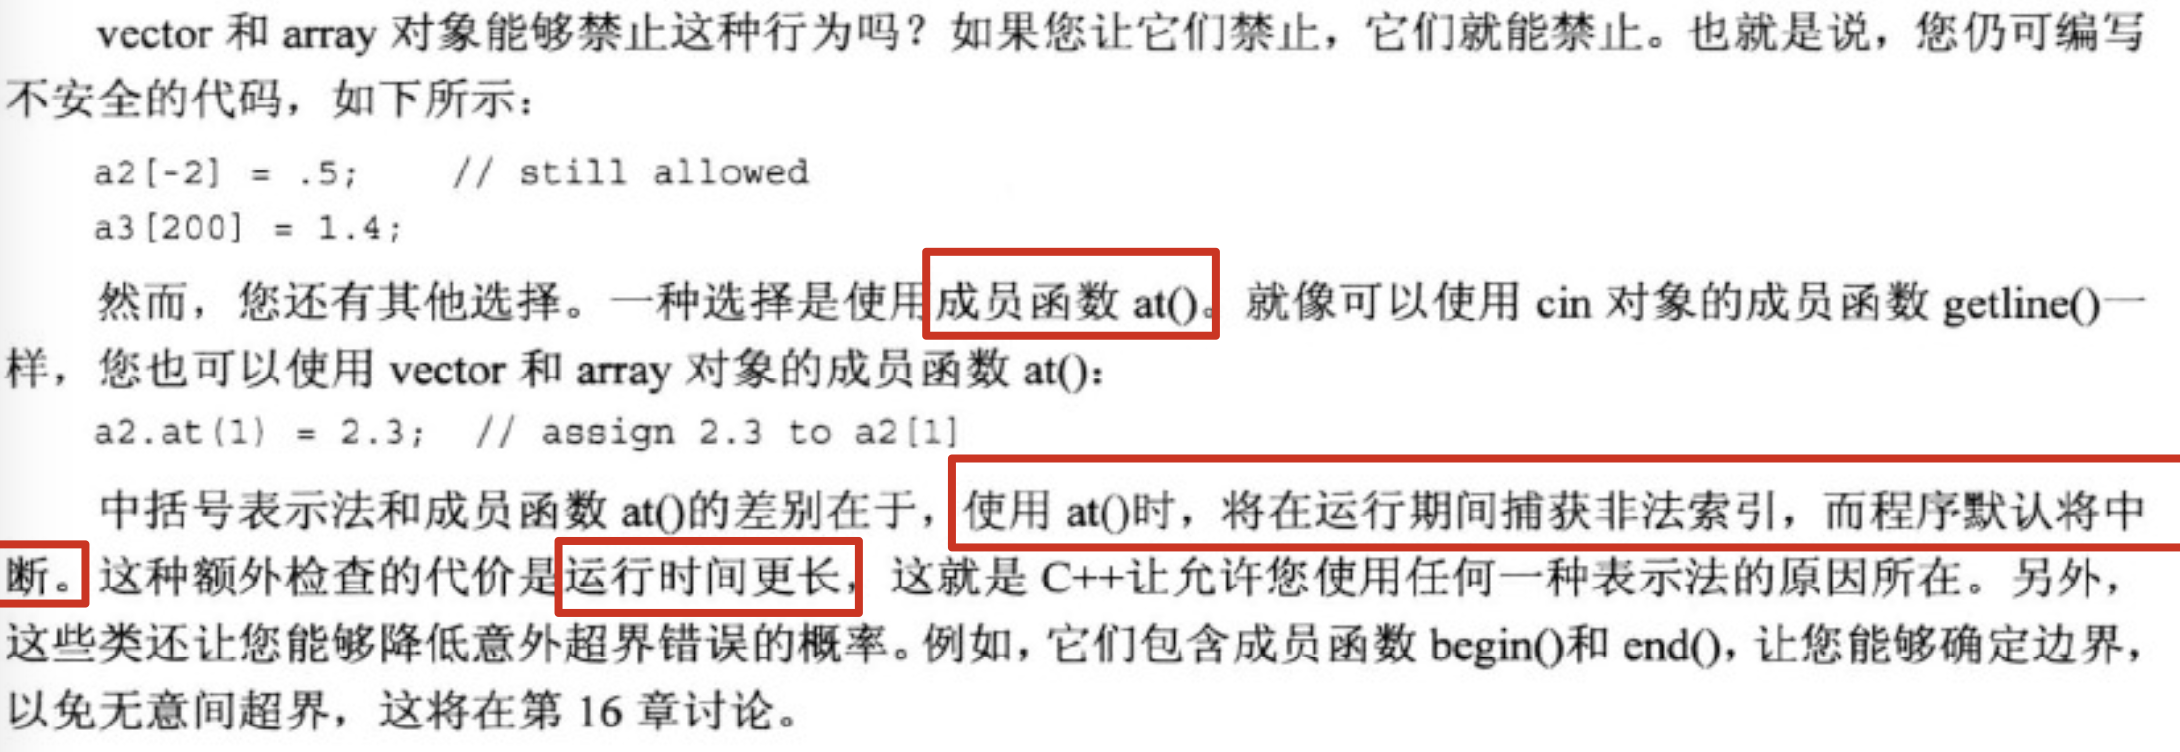 vector 和 array 对象能够禁止这种行为吗？如果您让它们禁止，它们就能禁止。也就是说，您仍可编写
不安全的代码，如下所示：
a2[-2] = .5;    // still allowed
a3[200] = 1.4;
然而，您还有其他选择。一种选择是使用成员函数 at()。就像可以使用 cin 对象的成员函数 getline()一
样，您也可以使用 vector 和 array 对象的成员函数 at()：
a2.at(1) = 2.3;  // assign 2.3 to a2[1]
中括号表示法和成员函数 at()的差别在于，使用 at()时，将在运行期间捕获非法索引，而程序默认将中
断。这种额外检查的代价是运行时间更长，这就是 C++让允许您使用任何一种表示法的原因所在。另外，
这些类还让您能够降低意外超界错误的概率。例如，它们包含成员函数 begin()和 end()，让您能够确定边界，
以免无意间超界，这将在第 16 章讨论。